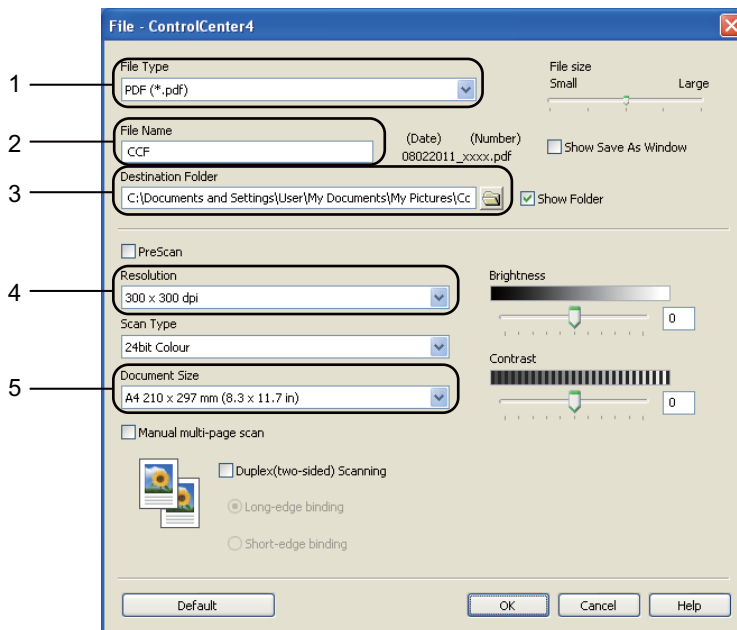 File - ControlCenter4
1
File Type
PDF (*.pdf)
File size
Small Large
2
File Name
CCF
(Date) (Number)
08022011_xxxx.pdf
Show Save As Window
3
Destination Folder
C:\Documents and Settings\User\My Documents\My Pictures\Cc
Show Folder
PreScan
4
Resolution
300 x 300 dpi
Brightness
0
Scan Type
24bit Colour
Contrast
0
5
Document Size
A4 210 x 297 mm (8.3 x 11.7 in)
Manual multi-page scan
Duplex(two-sided) Scanning
Long-edge binding
Short-edge binding
Default OK Cancel Help